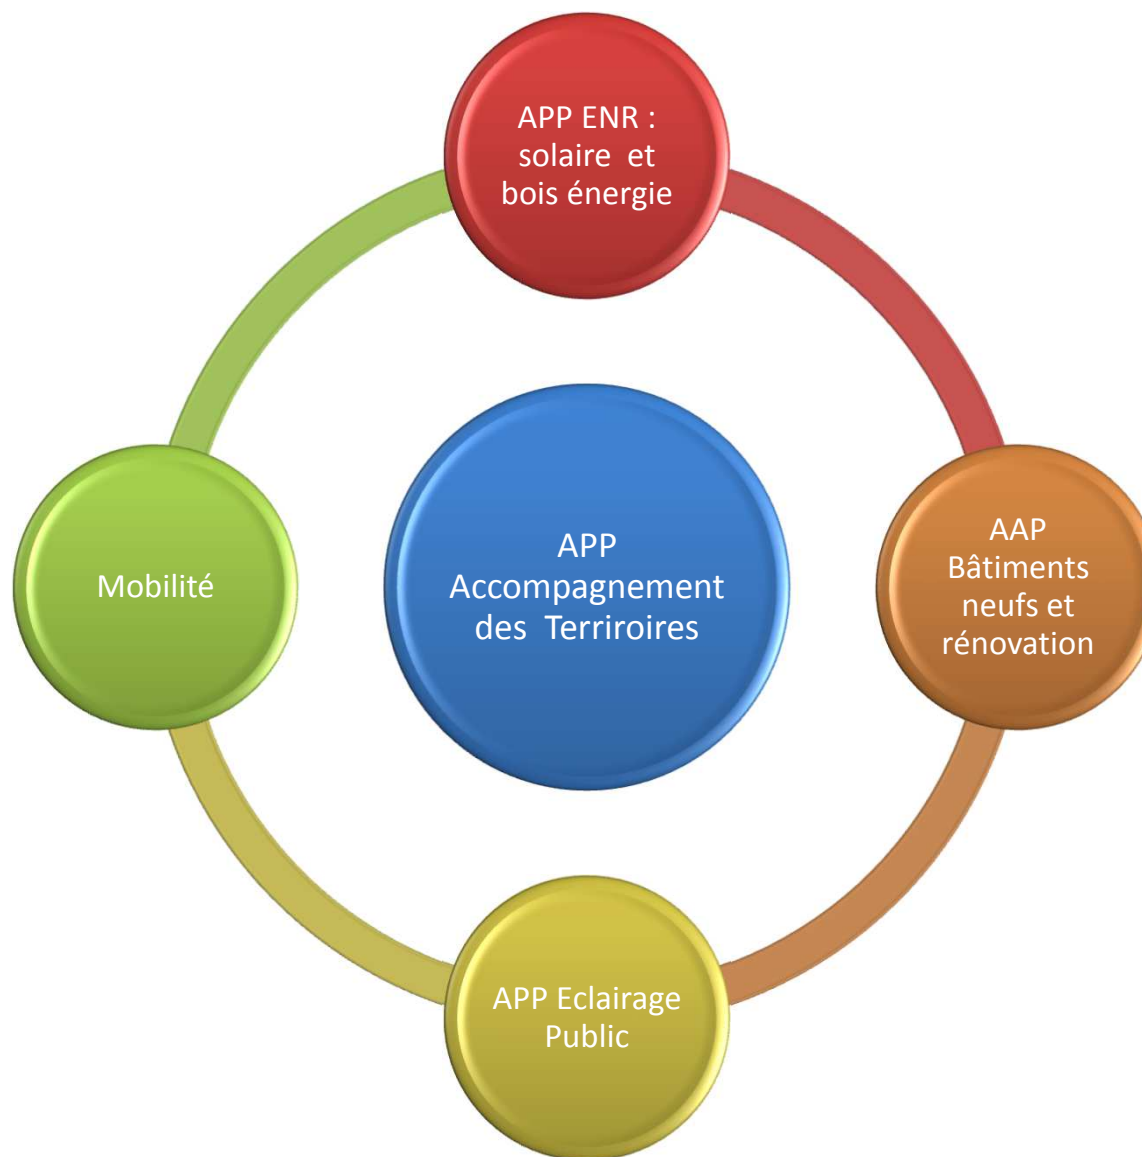 APP ENR :
solaire et
bois énergie
Mobilité
APP
Accompagnement
des Terriroires
AAP
Bâtiments
neufs et
rénovation
APP Eclairage
Public